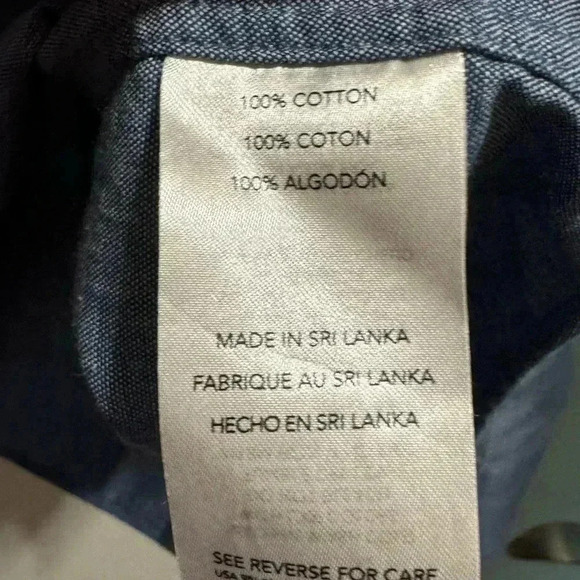 100% COTTON
100% COTON
100% ALGODÓN
MADE IN SRI LANKA
FABRIQUE AU SRI LANKA
HECHO EN SRI LANKA
SEE REVERSE FOR CARE
USA